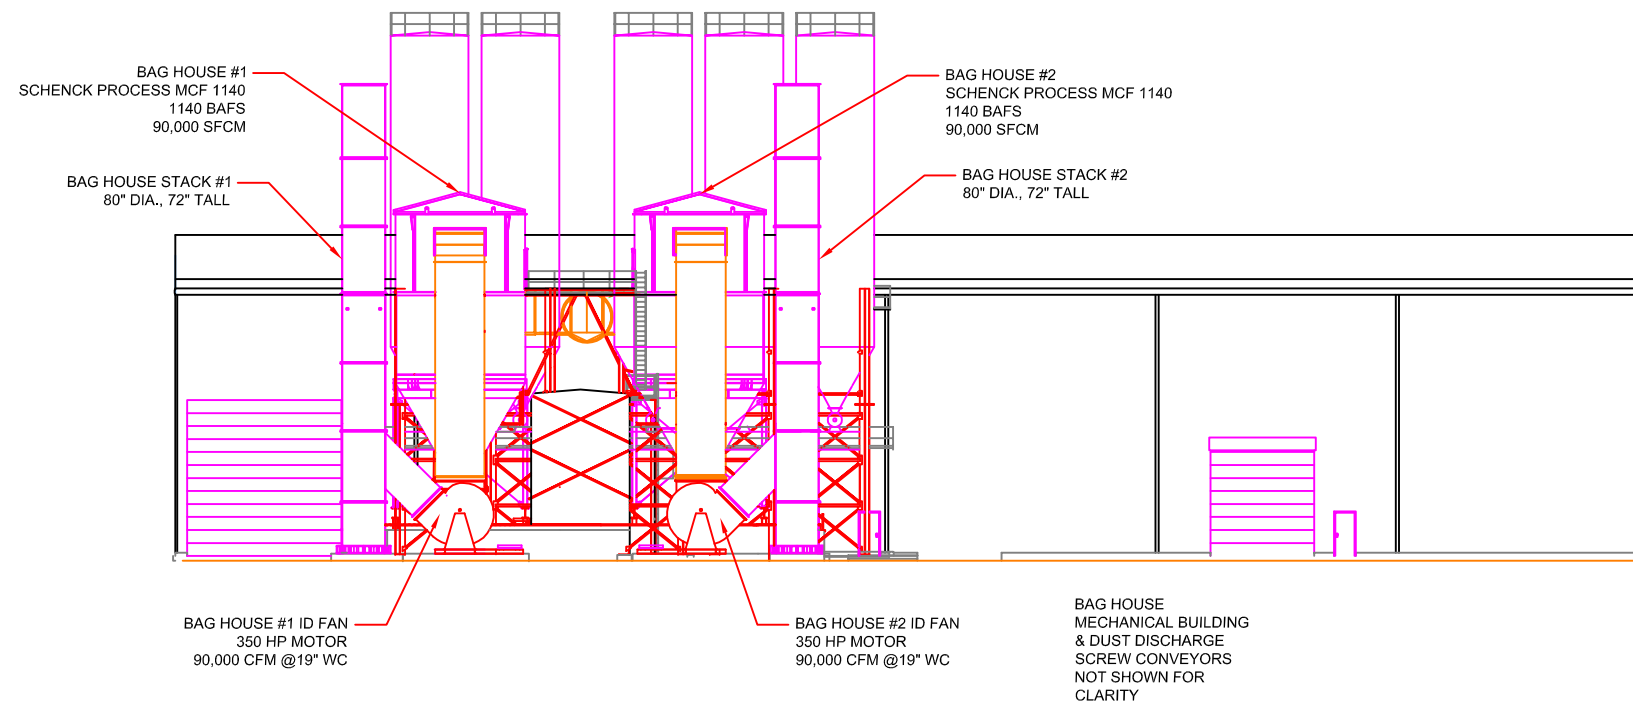 BAG HOUSE #1
SCHENCK PROCESS MCF 1140
1140 BAFS
90,000 SFCM
BAG HOUSE #2
SCHENCK PROCESS MCF 1140
1140 BAFS
90,000 SFCM
BAG HOUSE STACK #1
80" DIA., 72" TALL
BAG HOUSE STACK #2
80" DIA., 72" TALL
BAG HOUSE #1 ID FAN
350 HP MOTOR
90,000 CFM @19" WC
BAG HOUSE #2 ID FAN
350 HP MOTOR
90,000 CFM @19" WC
BAG HOUSE
MECHANICAL BUILDING
& DUST DISCHARGE
SCREW CONVEYORS
NOT SHOWN FOR
CLARITY